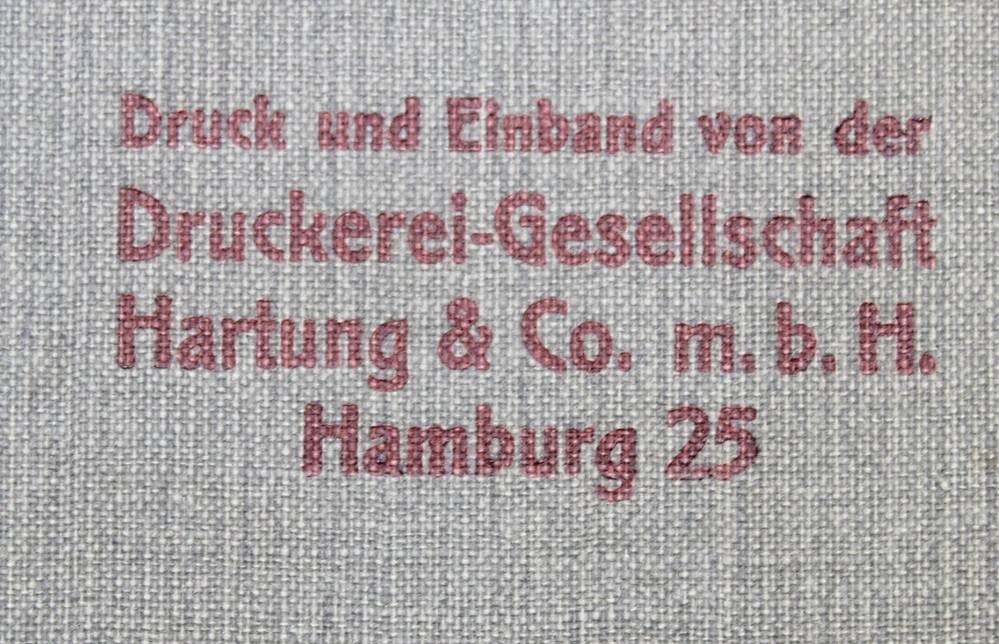 Druck und Einband von der
Druckerei-Gesellschaft
Hartung & Co. m. b. H.
Hamburg 25